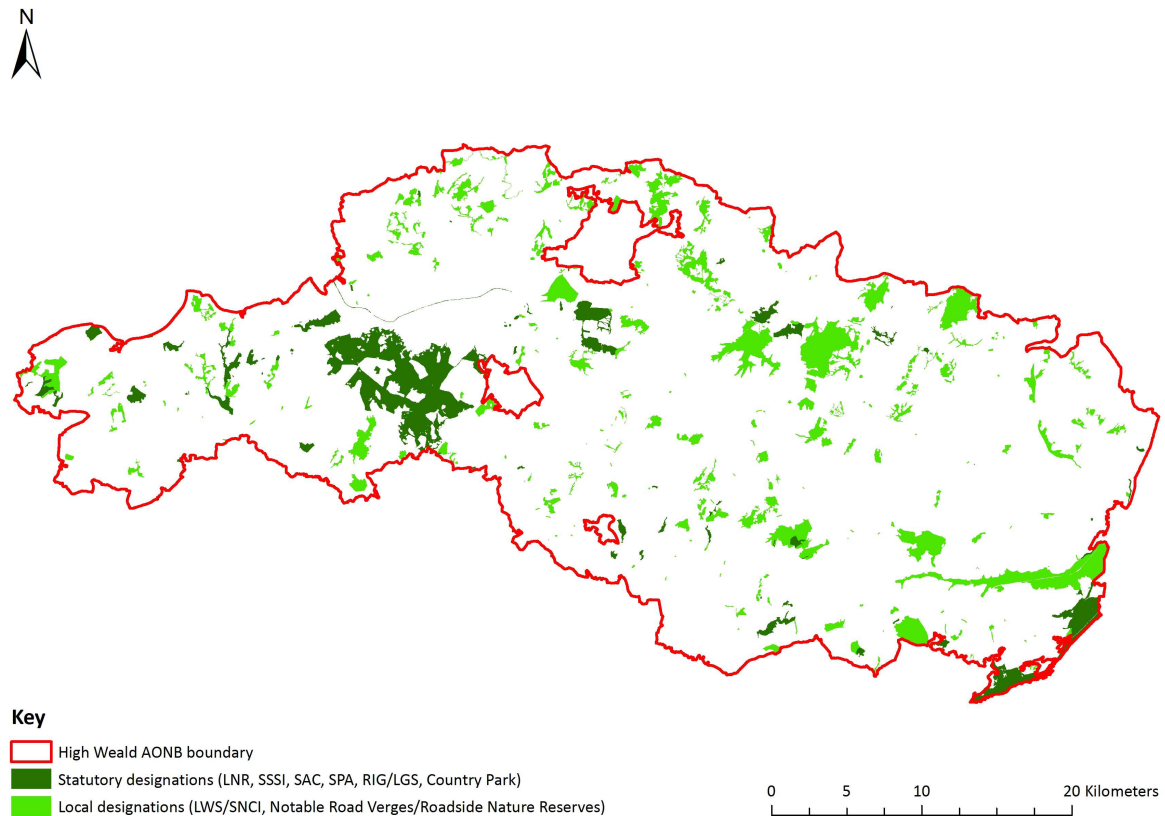 N
Key
High Weald AONB boundary
Statutory designations (LNR, SSSI, SAC, SPA, RIG/LGS, Country Park)
Local designations (LWS/SNCI, Notable Road Verges/Roadside Nature Reserves)
0 5 10 20 Kilometers